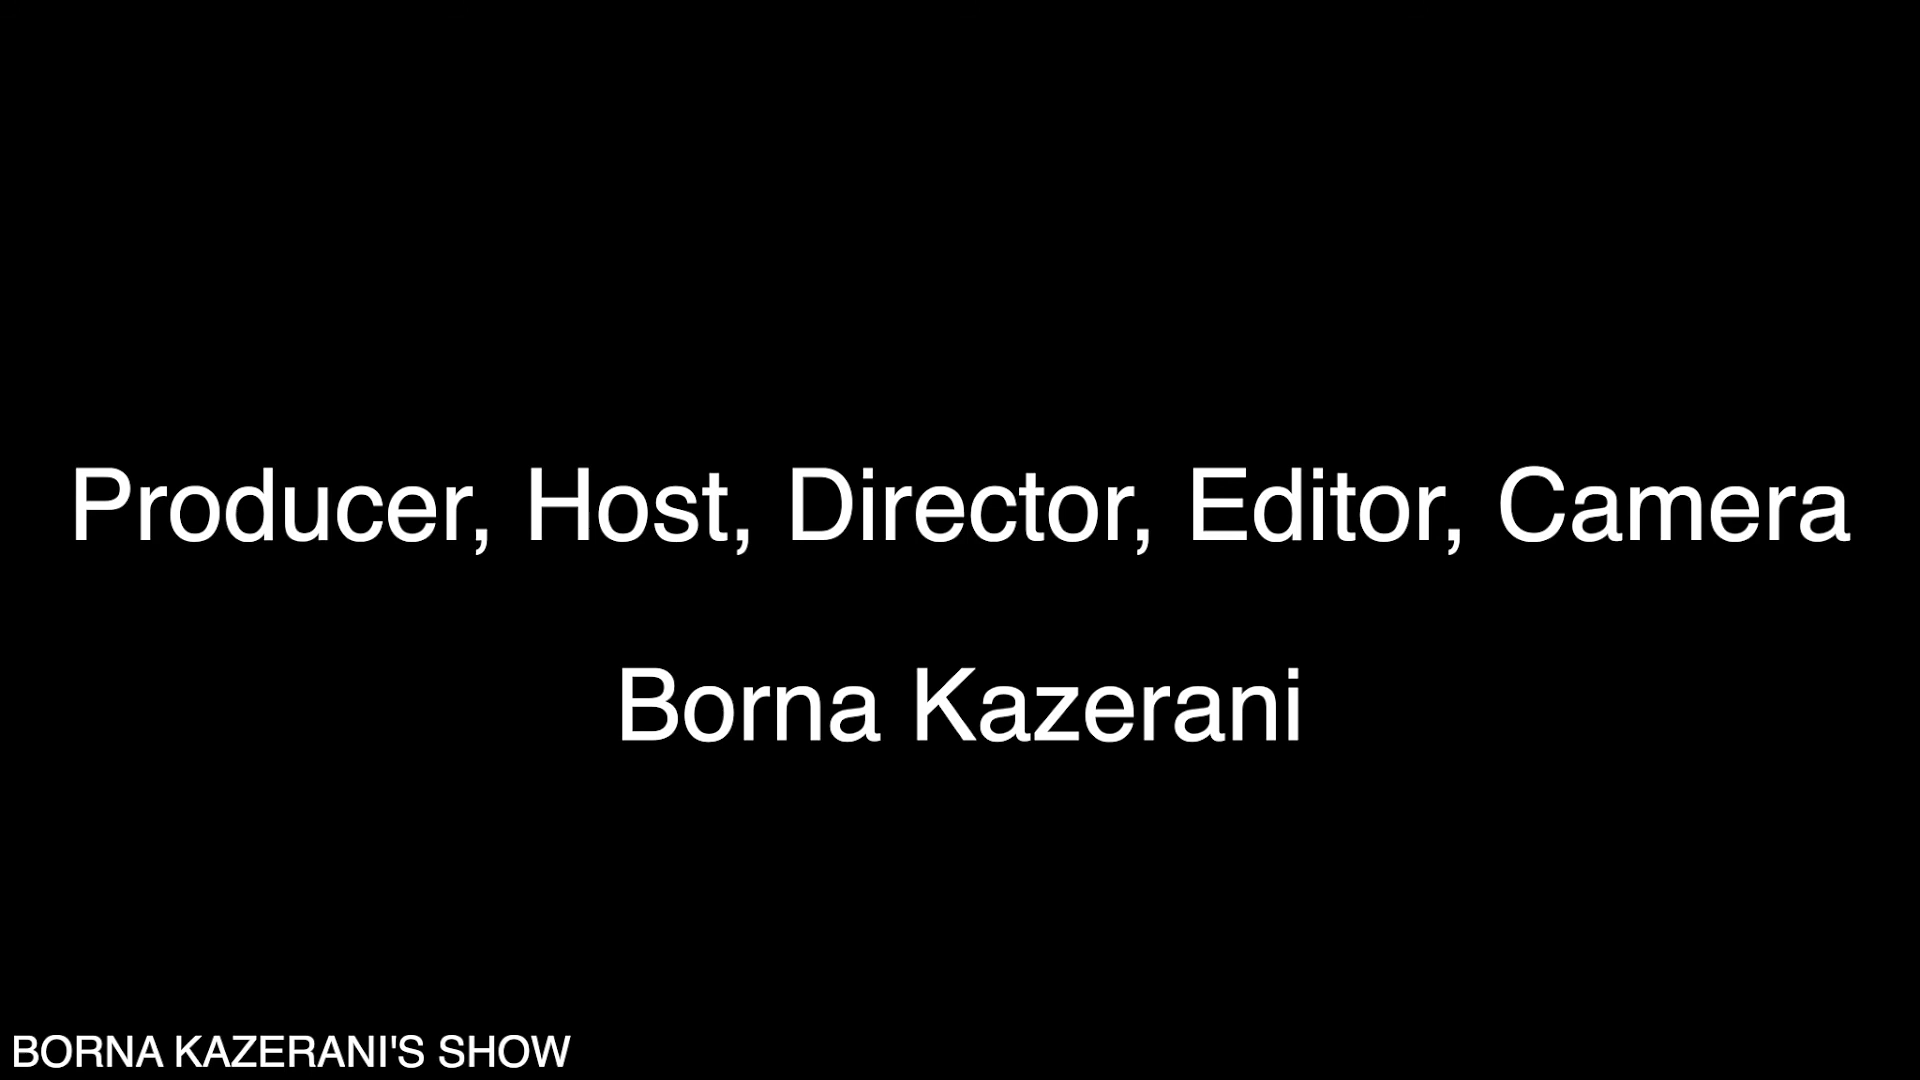 Producer, Host, Director, Editor, Camera
Borna Kazerani
BORNA KAZERANI'S SHOW